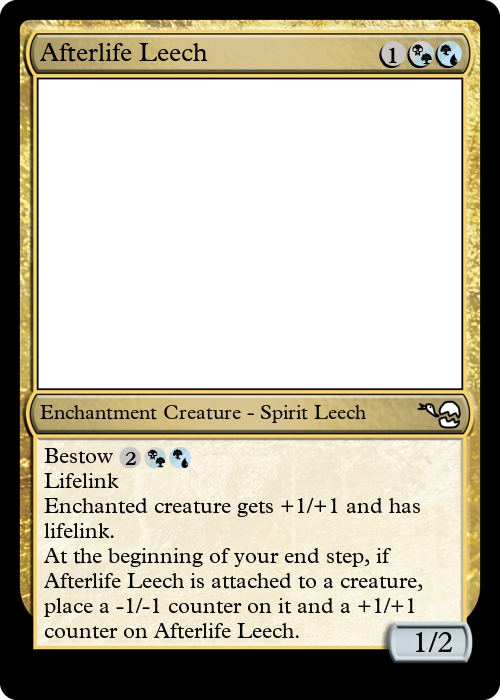 Afterlife Leech 1
Enchantment Creature - Spirit Leech
Bestow 2
Lifelink
Enchanted creature gets +1/+1 and has
lifelink.
At the beginning of your end step, if
Afterlife Leech is attached to a creature,
place a -1/-1 counter on it and a +1/+1
counter on Afterlife Leech.
1/2